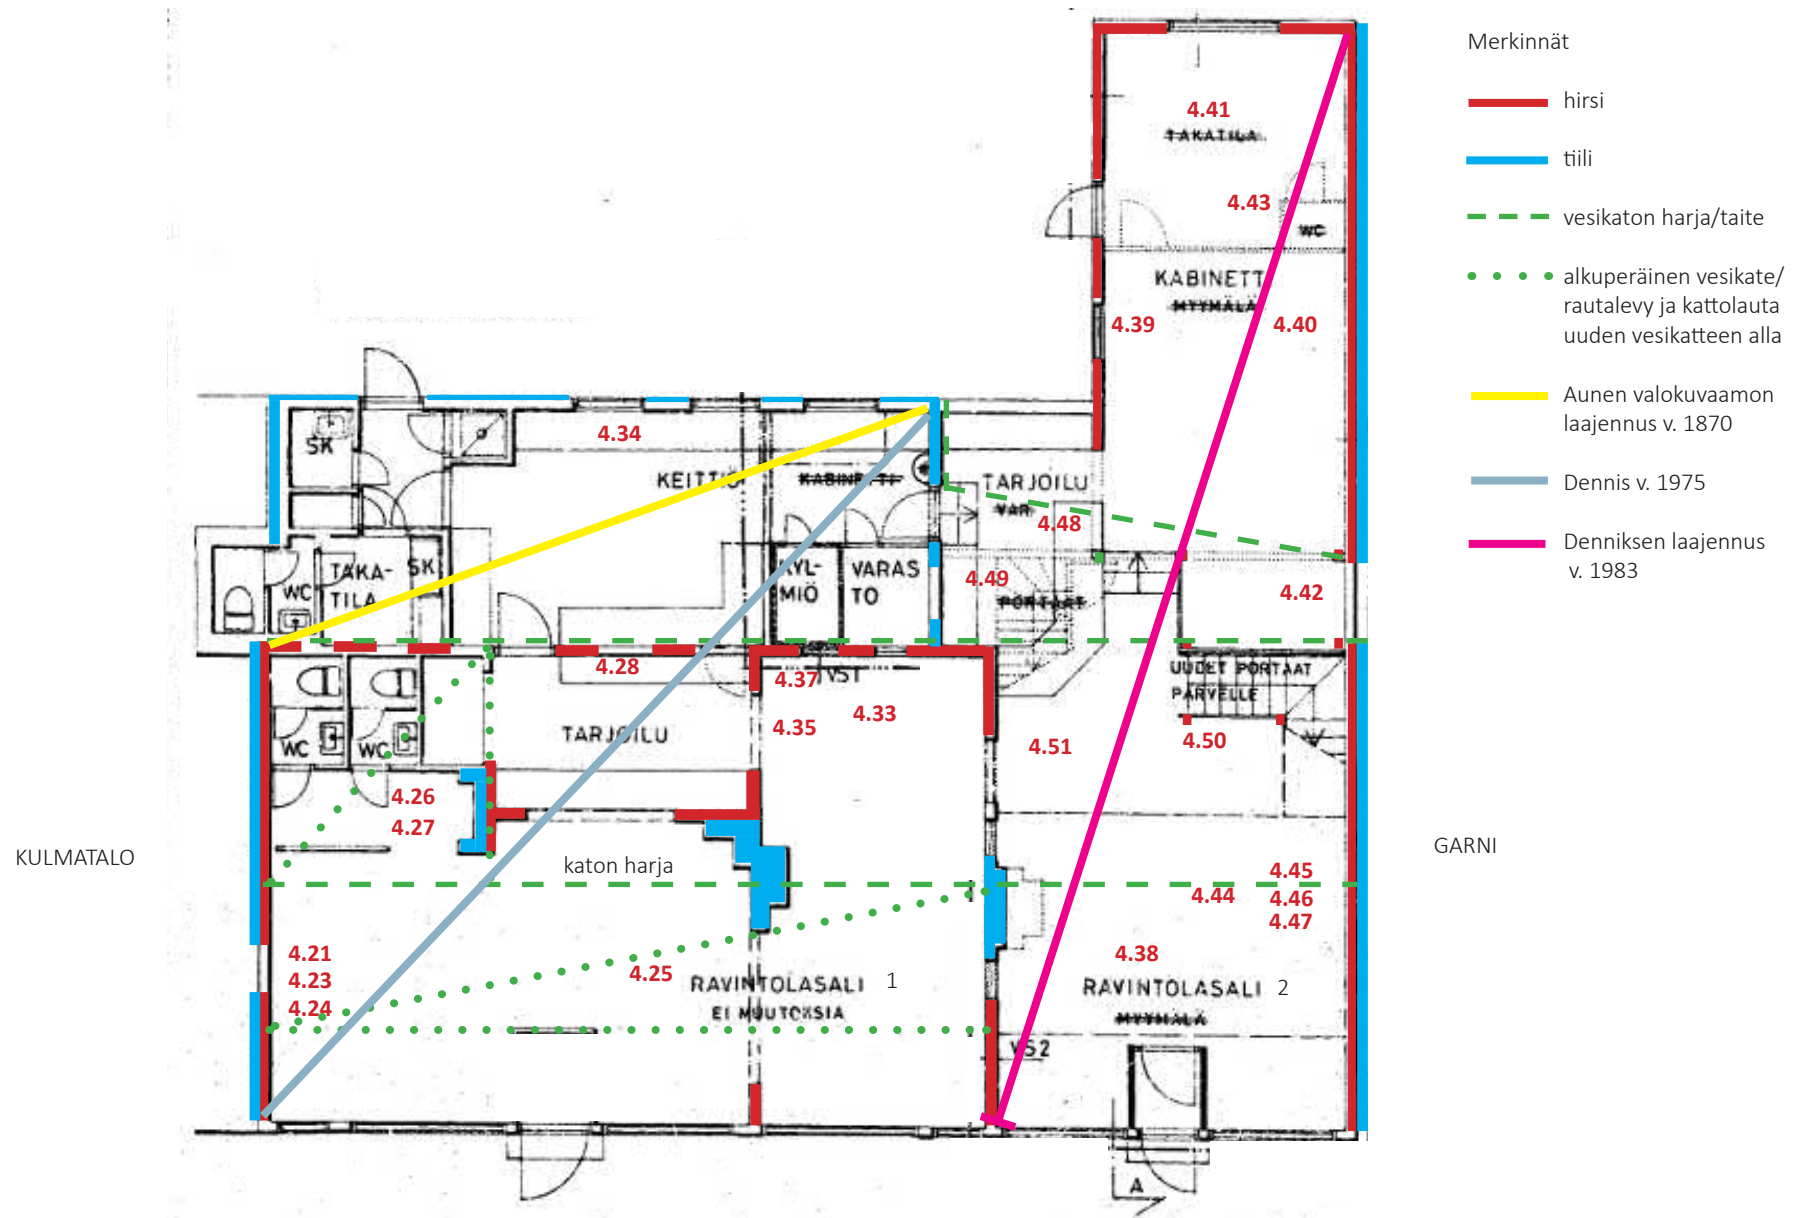 Merkinnät
hirsi
tiili
vesikaton harja/taite
alkuperäinen vesikate/
rautalevy ja kattolauta
uuden vesikatteen alla
Aunen valokuvaamon
laajennus v. 1870
Dennis v. 1975
Denniksen laajennus
v. 1983
4.41
TAKATILA
4.43
WC
KABINETT
MYYMÄLÄ
4.39
4.40
4.34
SK
KEITTIÖ
KABINETTI
TARJOILU
VAR.
4.48
TAKA-
TILA
SK
WC
KYL-
MIÖ
VARAS
TO
4.49
PORTAAT
4.42
4.28
4.37
VS1
4.35
4.33
UUDET PORTAAT
PARVELLE
4.50
4.51
TARJOILU
WC
WC
4.26
4.27
KULMATALO
katon harja
GARNI
4.45
4.44
4.46
4.47
4.21
4.23
4.24
4.25
4.38
RAVINTOLASALI 1
EI MUUTOKSIA
RAVINTOLASALI 2
MYYMÄLÄ
VS2
A